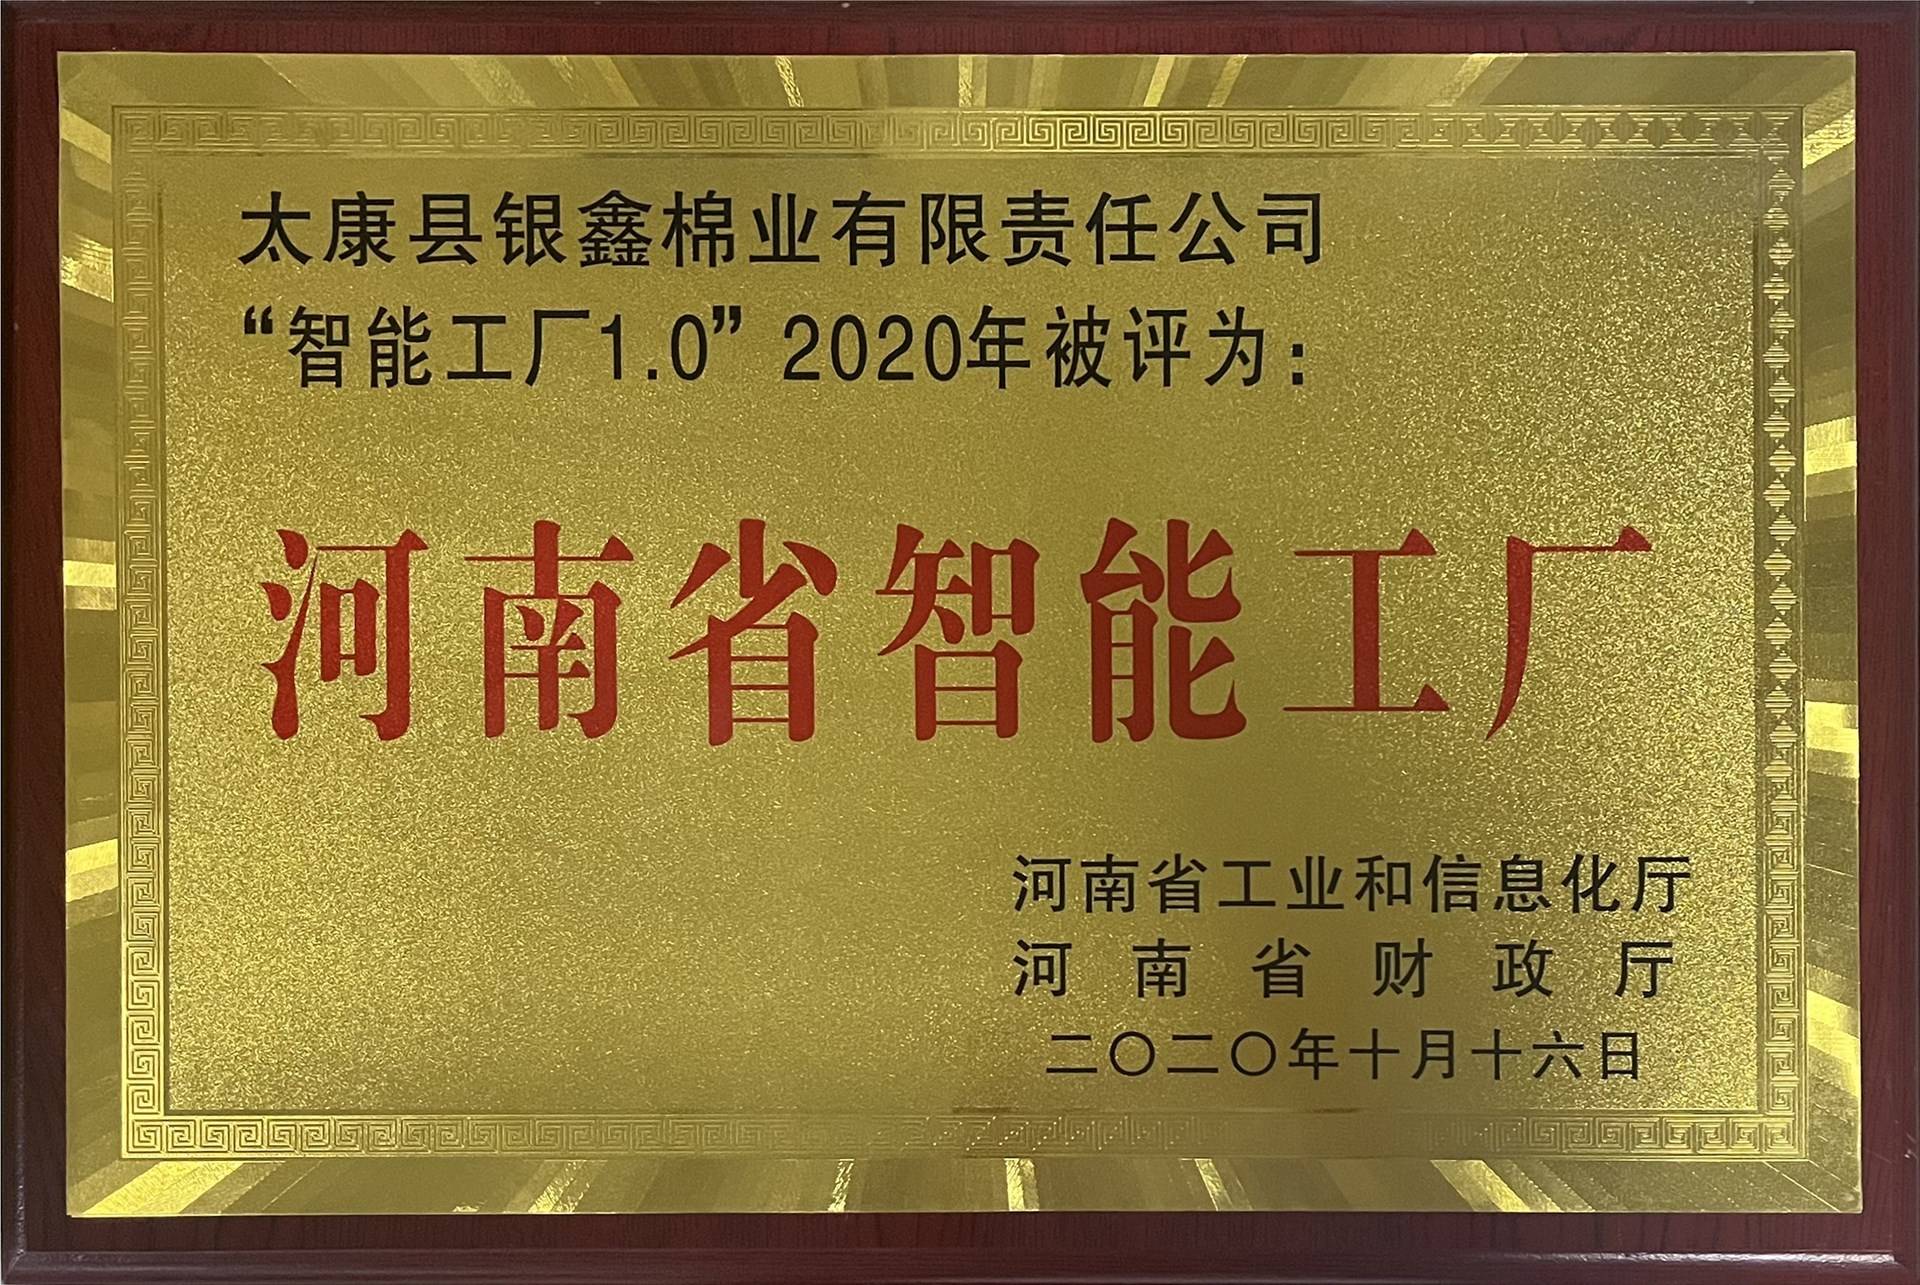 太康县银鑫棉业有限责任公司
“智能工厂1.0”2020年被评为：
河南省智能工厂
河南省工业和信息化厅
河南省财政厅
二〇二〇年十月十六日